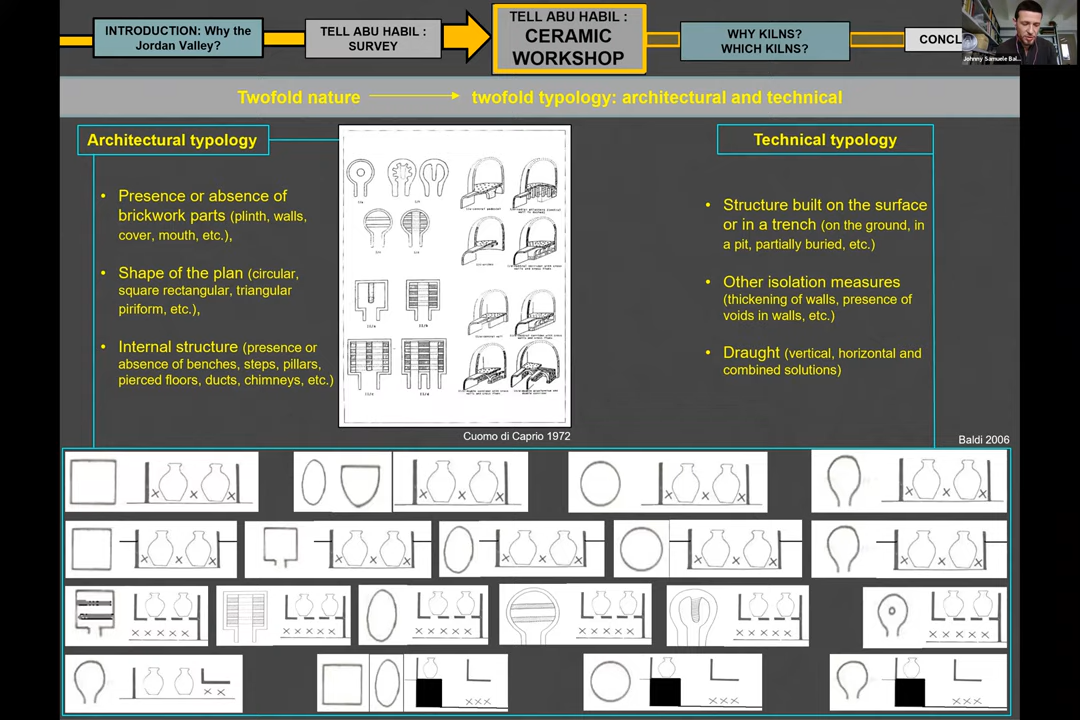 INTRODUCTION: Why the
Jordan Valley?
TELL ABU HABIL :
SURVEY
TELL ABU HABIL :
CERAMIC
WORKSHOP
WHY KILNS?
WHICH KILNS?
CONCL
Johnny Samuele Bal...
Twofold nature
twofold typology: architectural and technical
Architectural typology
• Presence or absence of
brickwork parts (plinth, walls,
cover, mouth, etc.),
• Shape of the plan (circular,
square rectangular, triangular
piriform, etc.),
• Internal structure (presence or
absence of benches, steps, pillars,
pierced floors, ducts, chimneys, etc.)
Cuomo di Caprio 1972
Technical typology
• Structure built on the surface
or in a trench (on the ground, in
a pit, partially buried, etc.)
• Other isolation measures
(thickening of walls, presence of
voids in walls, etc.)
• Draught (vertical, horizontal and
combined solutions)
Baldi 2006